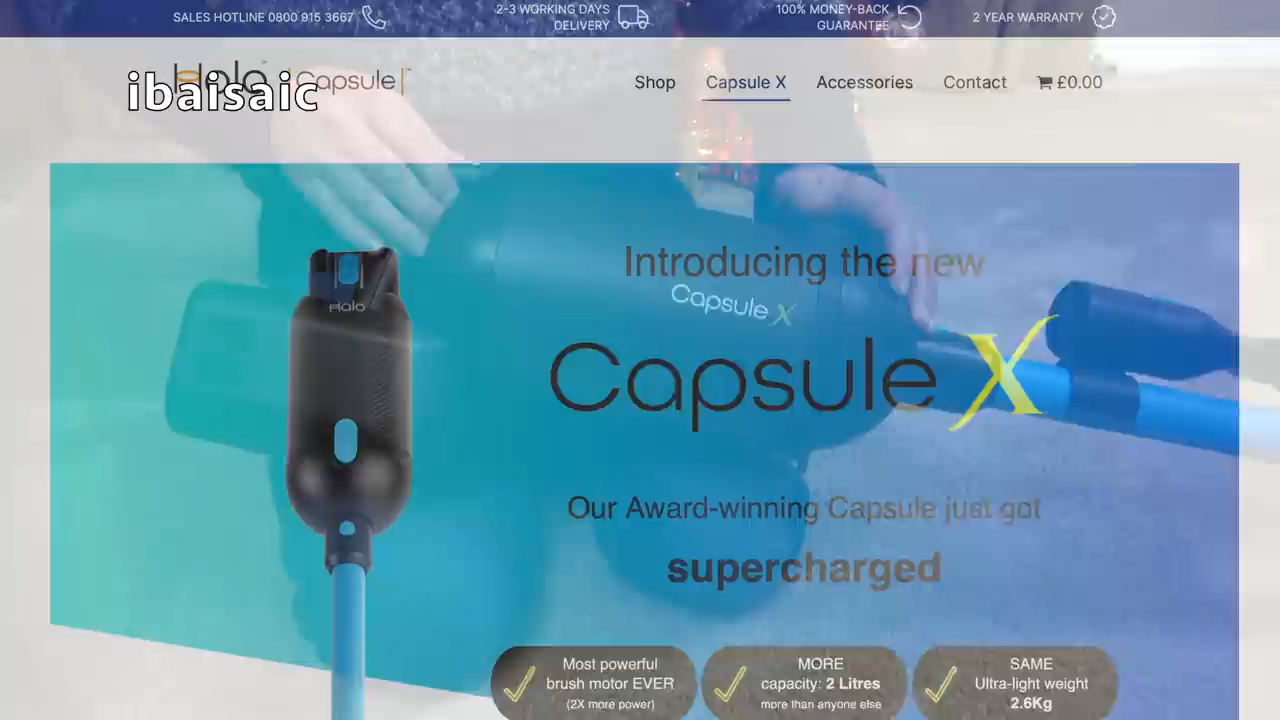 SALES HOTLINE 0800 915 3667
2-3 WORKING DAYS
DELIVERY
100% MONEY-BACK
GUARANTEE
2 YEAR WARRANTY
Halo Capsule
ibaisaic
Shop
Capsule X
Accessories
Contact
£0.00
Introducing the new
Capsule X
Capsule X
Halo
Our Award-winning Capsule just got
supercharged
Most powerful
brush motor EVER
(2X more power)
MORE
capacity: 2 Litres
more than anyone else
SAME
Ultra-light weight
2.6Kg